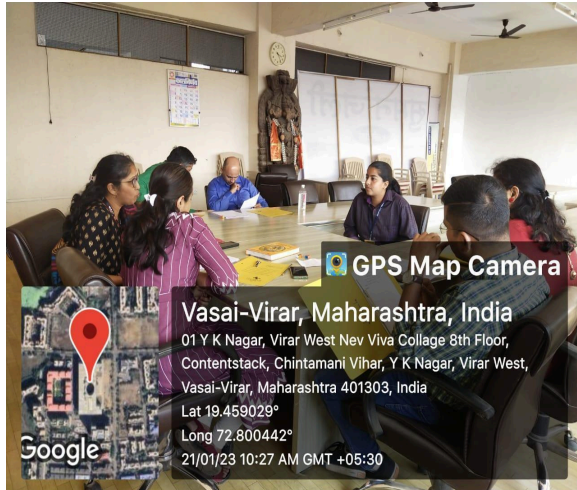 GPS Map Camera
Vasai-Virar, Maharashtra, India
01 Y K Nagar, Virar West Nev Viva Collage 8th Floor,
Contentstack, Chintamani Vihar, Y K Nagar, Virar West,
Vasai-Virar, Maharashtra 401303, India
Lat 19.459029°
Long 72.800442°
21/01/23 10:27 AM GMT +05:30
Google